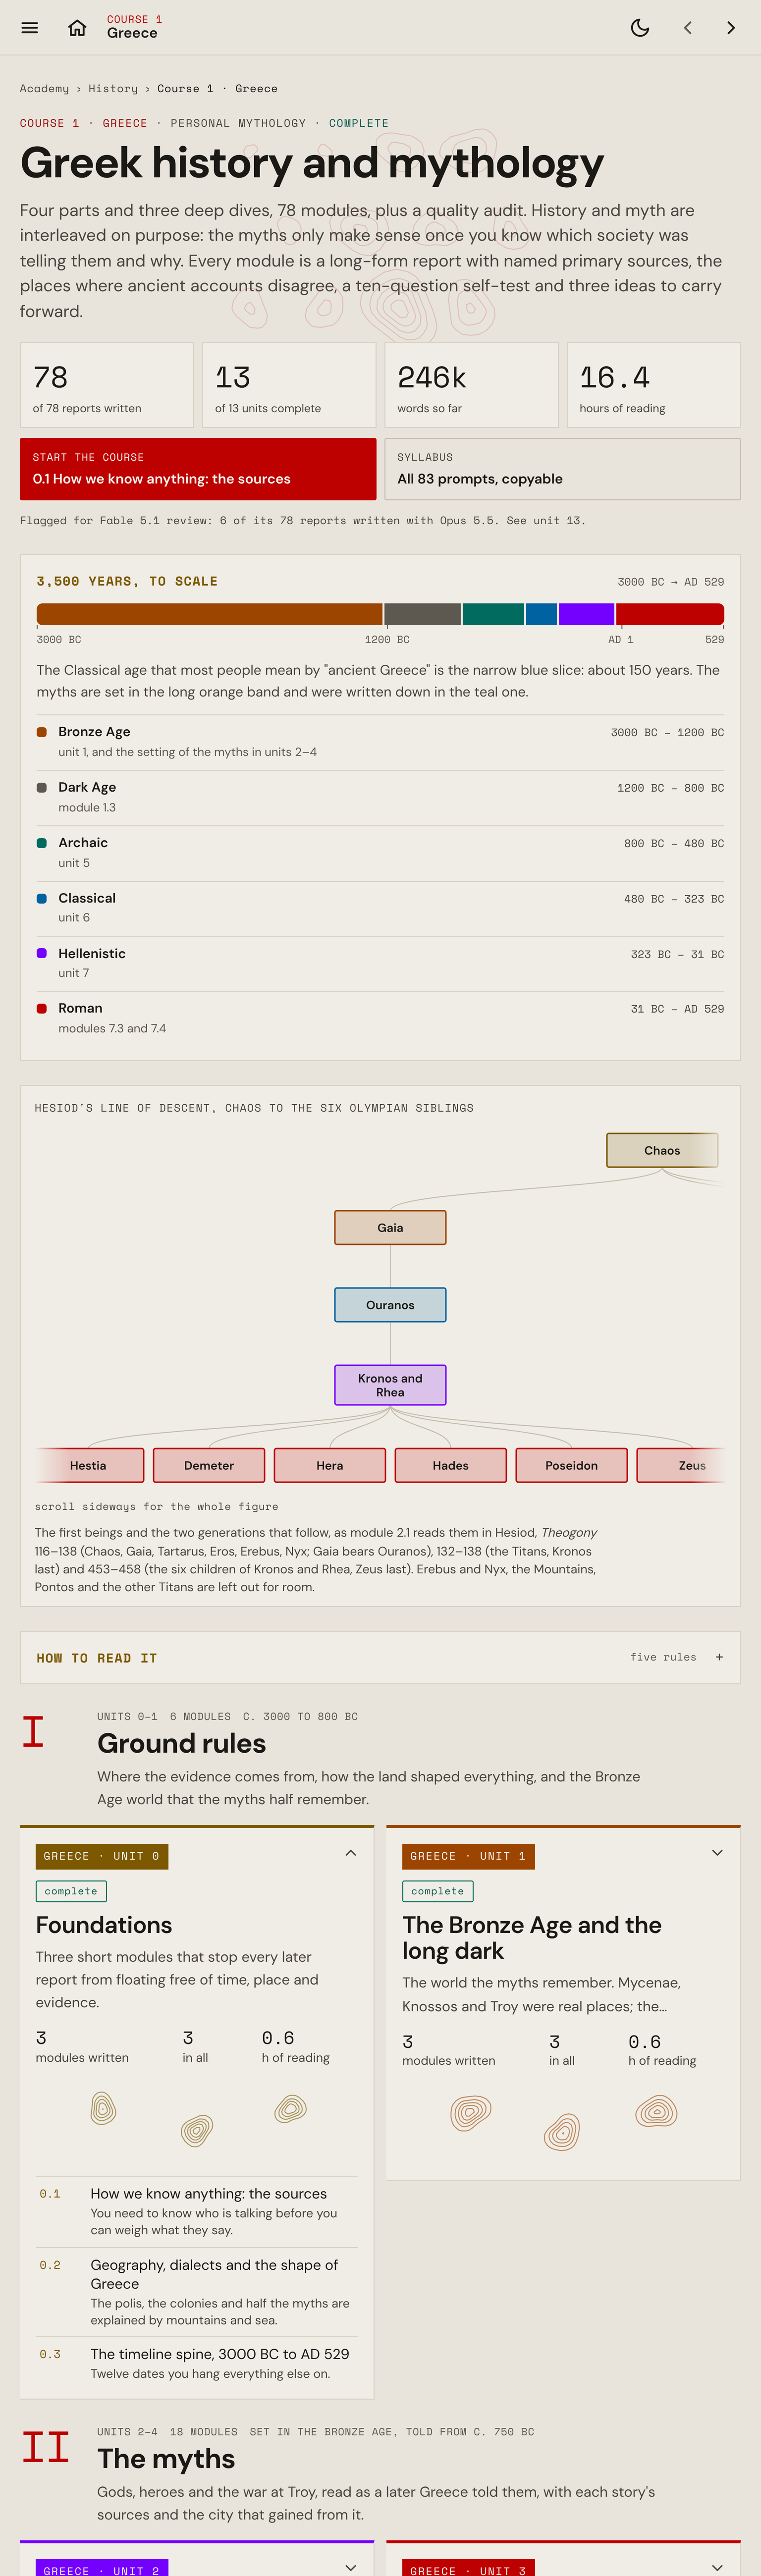 COURSE 1
Greece
Academy › History › Course 1 · Greece
COURSE 1 · GREECE · PERSONAL MYTHOLOGY · COMPLETE
Greek history and mythology
Four parts and three deep dives, 78 modules, plus a quality audit. History and myth are
interleaved on purpose: the myths only make sense once you know which society was
telling them and why. Every module is a long-form report with named primary sources, the
places where ancient accounts disagree, a ten-question self-test and three ideas to carry
forward.
78
of 78 reports written
13
of 13 units complete
246k
words so far
16.4
hours of reading
START THE COURSE
0.1 How we know anything: the sources
SYLLABUS
All 83 prompts, copyable
Flagged for Fable 5.1 review: 6 of its 78 reports written with Opus 5.5. See unit 13.
3,500 YEARS, TO SCALE
3000 BC → AD 529
3000 BC
1200 BC
AD 1
529
The Classical age that most people mean by "ancient Greece" is the narrow blue slice: about 150 years. The
myths are set in the long orange band and were written down in the teal one.
Bronze Age
3000 BC – 1200 BC
unit 1, and the setting of the myths in units 2–4
Dark Age
1200 BC – 800 BC
module 1.3
Archaic
800 BC – 480 BC
unit 5
Classical
480 BC – 323 BC
unit 6
Hellenistic
323 BC – 31 BC
unit 7
Roman
31 BC – AD 529
modules 7.3 and 7.4
HESIOD'S LINE OF DESCENT, CHAOS TO THE SIX OLYMPIAN SIBLINGS
Chaos
Gaia
Ouranos
Kronos and
Rhea
Hestia
Demeter
Hera
Hades
Poseidon
Zeus
scroll sideways for the whole figure
The first beings and the two generations that follow, as module 2.1 reads them in Hesiod, Theogony
116–138 (Chaos, Gaia, Tartarus, Eros, Erebus, Nyx; Gaia bears Ouranos), 132–138 (the Titans, Kronos
last) and 453–458 (the six children of Kronos and Rhea, Zeus last). Erebus and Nyx, the Mountains,
Pontos and the other Titans are left out for room.
HOW TO READ IT
five rules +
I
UNITS 0–1 6 MODULES C. 3000 TO 800 BC
Ground rules
Where the evidence comes from, how the land shaped everything, and the Bronze
Age world that the myths half remember.
GREECE · UNIT 0
complete
Foundations
Three short modules that stop every later
report from floating free of time, place and
evidence.
3
modules written
3
in all
0.6
h of reading
0.1
How we know anything: the sources
You need to know who is talking before you
can weigh what they say.
0.2
Geography, dialects and the shape of
Greece
The polis, the colonies and half the myths are
explained by mountains and sea.
0.3
The timeline spine, 3000 BC to AD 529
Twelve dates you hang everything else on.
GREECE · UNIT 1
complete
The Bronze Age and the
long dark
The world the myths remember. Mycenae,
Knossos and Troy were real places; the…
3
modules written
3
in all
0.6
h of reading
II
UNITS 2–4 18 MODULES SET IN THE BRONZE AGE, TOLD FROM C. 750 BC
The myths
Gods, heroes and the war at Troy, read as a later Greece told them, with each story's
sources and the city that gained from it.
GREECE · UNIT 2
GREECE · UNIT 3